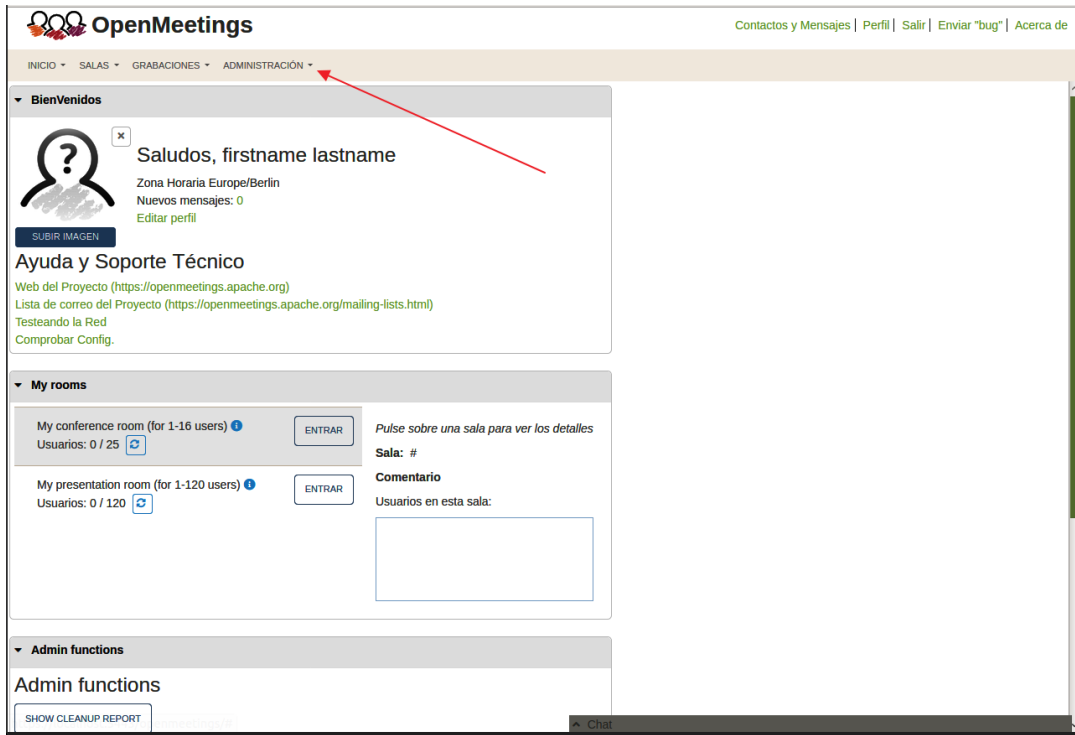 OpenMeetings
Contactos y Mensajes | Perfil | Salir | Enviar "bug" | Acerca de
INICIO SALAS GRABACIONES ADMINISTRACIÓN
BienVenidos
Saludos, firstname lastname
Zona Horaria Europe/Berlin
Nuevos mensajes: 0
Editar perfil
SUBIR IMAGEN
Ayuda y Soporte Técnico
Web del Proyecto (https://openmeetings.apache.org)
Lista de correo del Proyecto (https://openmeetings.apache.org/mailing-lists.html)
Testeando la Red
Comprobar Config.
My rooms
My conference room (for 1-16 users)
Usuarios: 0 / 25
ENTRAR
My presentation room (for 1-120 users)
Usuarios: 0 / 120
ENTRAR
Pulse sobre una sala para ver los detalles
Sala: #
Comentario
Usuarios en esta sala:
Admin functions
Admin functions
SHOW CLEANUP REPORT
Chat